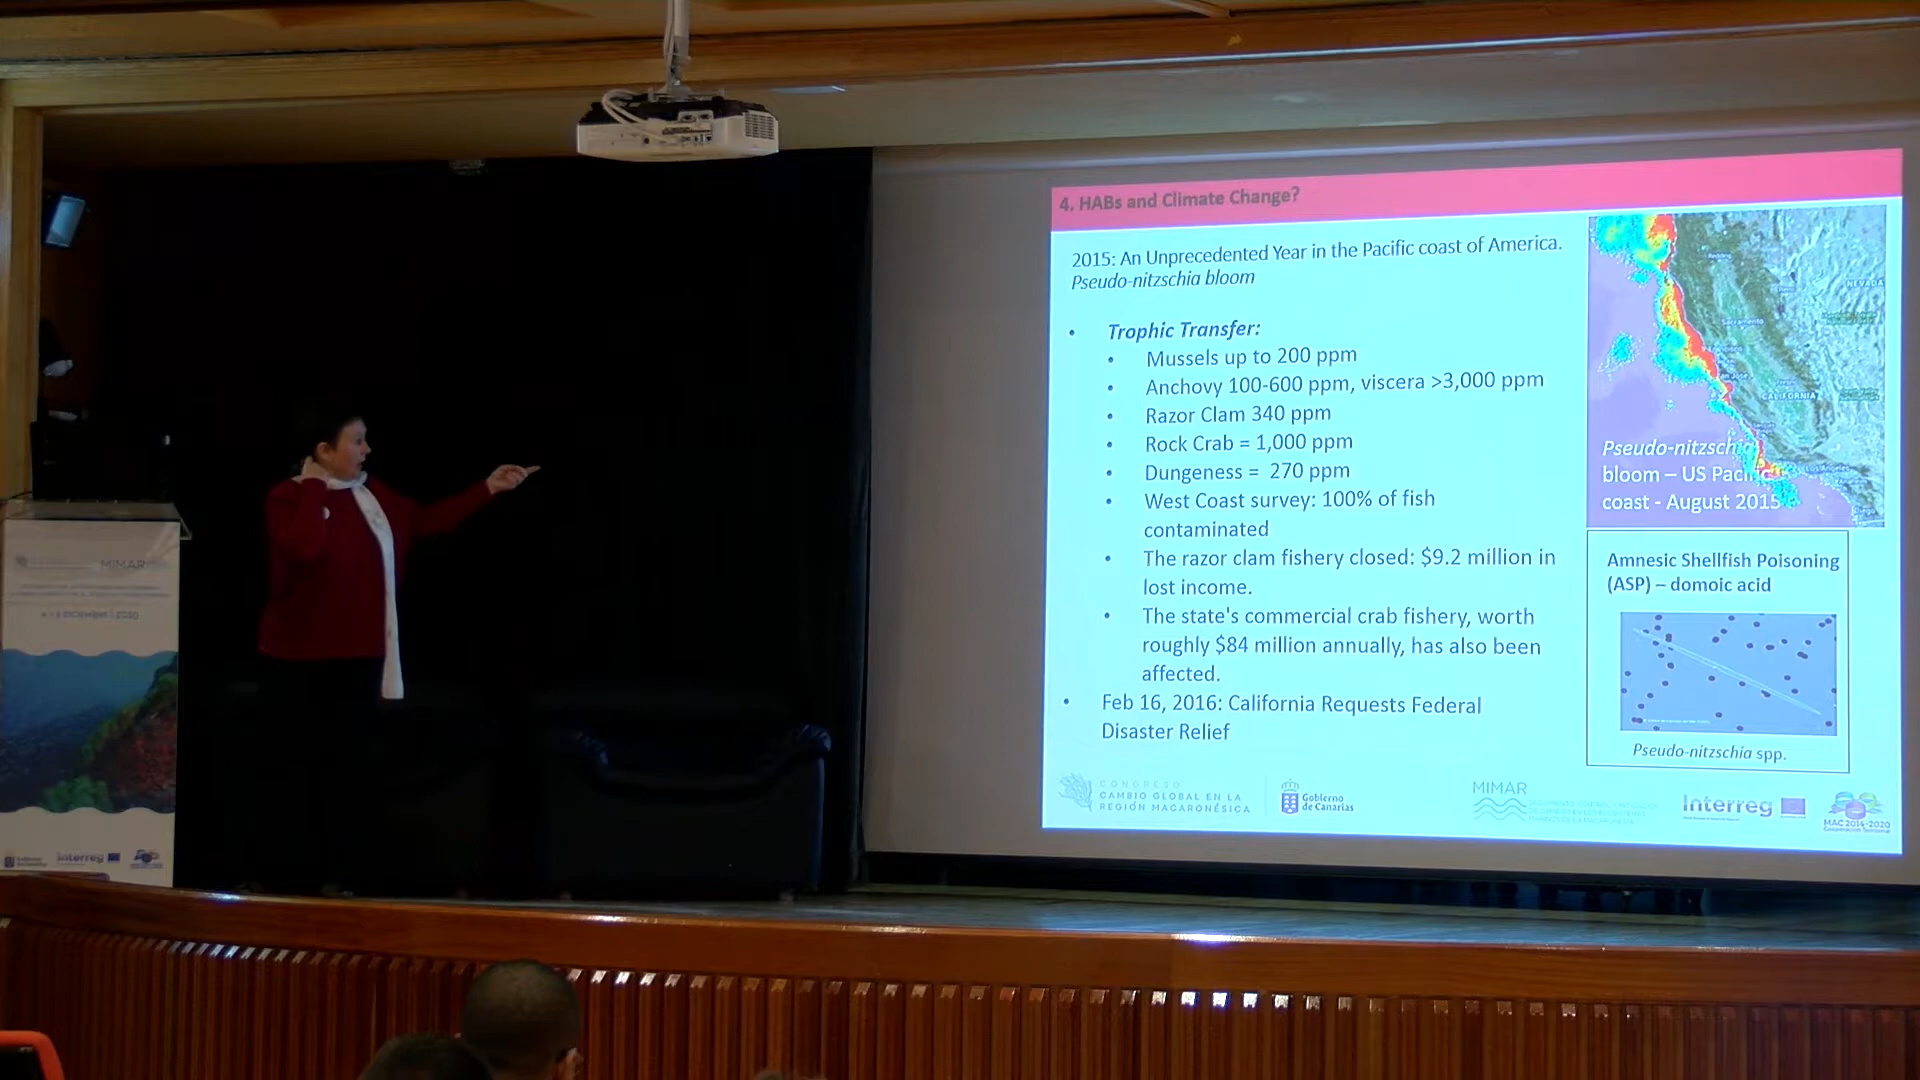 4. HABs and Climate Change?
2015: An Unprecedented Year in the Pacific coast of America.
Pseudo-nitzschia bloom
• Trophic Transfer:
• Mussels up to 200 ppm
• Anchovy 100-600 ppm, viscera >3,000 ppm
• Razor Clam 340 ppm
• Rock Crab = 1,000 ppm
• Dungeness = 270 ppm
• West Coast survey: 100% of fish
contaminated
• The razor clam fishery closed: $9.2 million in
lost income.
• The state's commercial crab fishery, worth
roughly $84 million annually, has also been
affected.
• Feb 16, 2016: California Requests Federal
Disaster Relief
NEVADA
Sacramento
CALIFORNIA
Los Angeles
Pseudo-nitzschia
bloom – US Pacific
coast - August 2015
Amnesic Shellfish Poisoning
(ASP) – domoic acid
Pseudo-nitzschia spp.
CONGRESO
CAMBIO GLOBAL EN LA
REGIÓN MACARONÉSICA
Gobierno
de Canarias
MIMAR
Interreg
MAC 2014-2020
Cooperación Territorial
MIMAR
Interreg